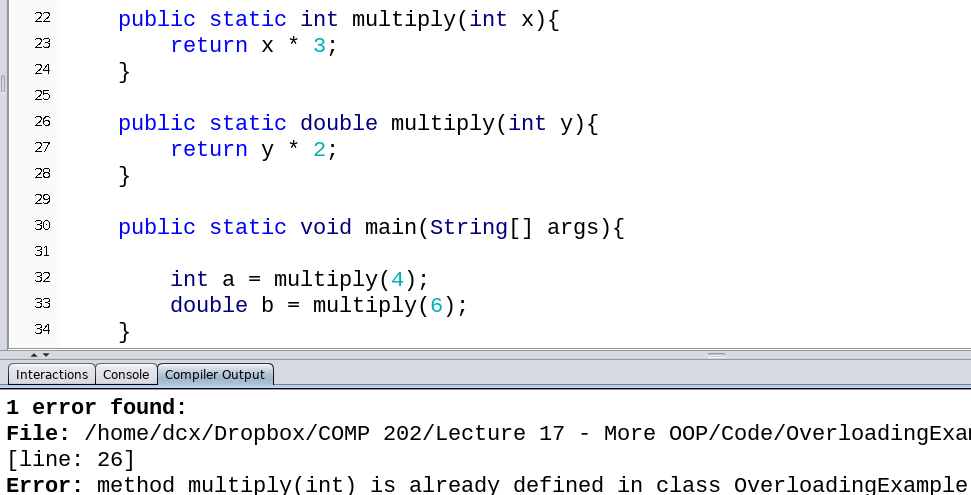 22 public static int multiply(int x){
23 return x * 3;
24 }
25
26 public static double multiply(int y){
27 return y * 2;
28 }
29
30 public static void main(String[] args){
31
32 int a = multiply(4);
33 double b = multiply(6);
34 }
Interactions Console Compiler Output
1 error found:
File: /home/dcx/Dropbox/COMP 202/Lecture 17 - More OOP/Code/OverloadingExa
[line: 26]
Error: method multiply(int) is already defined in class OverloadingExample